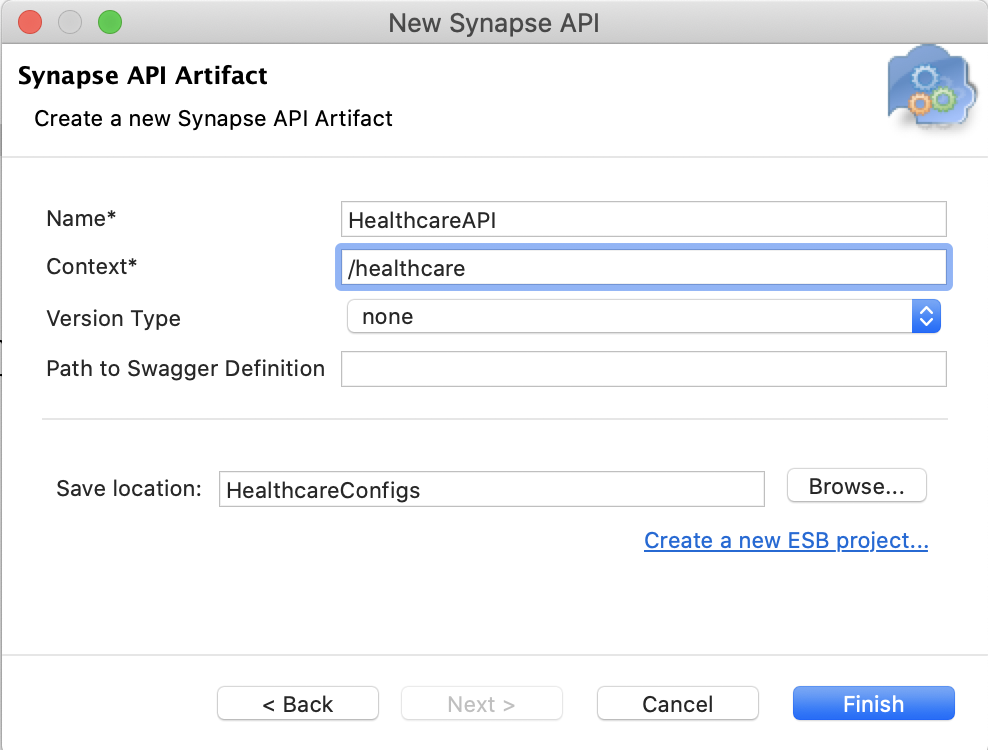 New Synapse API
Synapse API Artifact
Create a new Synapse API Artifact
Name* HealthcareAPI
Context* /healthcare
Version Type none
Path to Swagger Definition
Save location: HealthcareConfigs Browse...
Create a new ESB project...
< Back Next > Cancel Finish